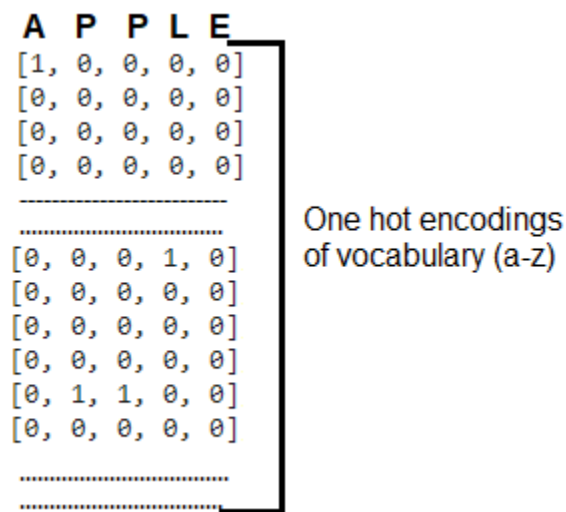 A P P L E
[1, 0, 0, 0, 0]
[0, 0, 0, 0, 0]
[0, 0, 0, 0, 0]
[0, 0, 0, 0, 0]
--------------------------
..................................
[0, 0, 0, 1, 0]
[0, 0, 0, 0, 0]
[0, 0, 0, 0, 0]
[0, 0, 0, 0, 0]
[0, 1, 1, 0, 0]
[0, 0, 0, 0, 0]
...................................
..................................
One hot encodings
of vocabulary (a-z)